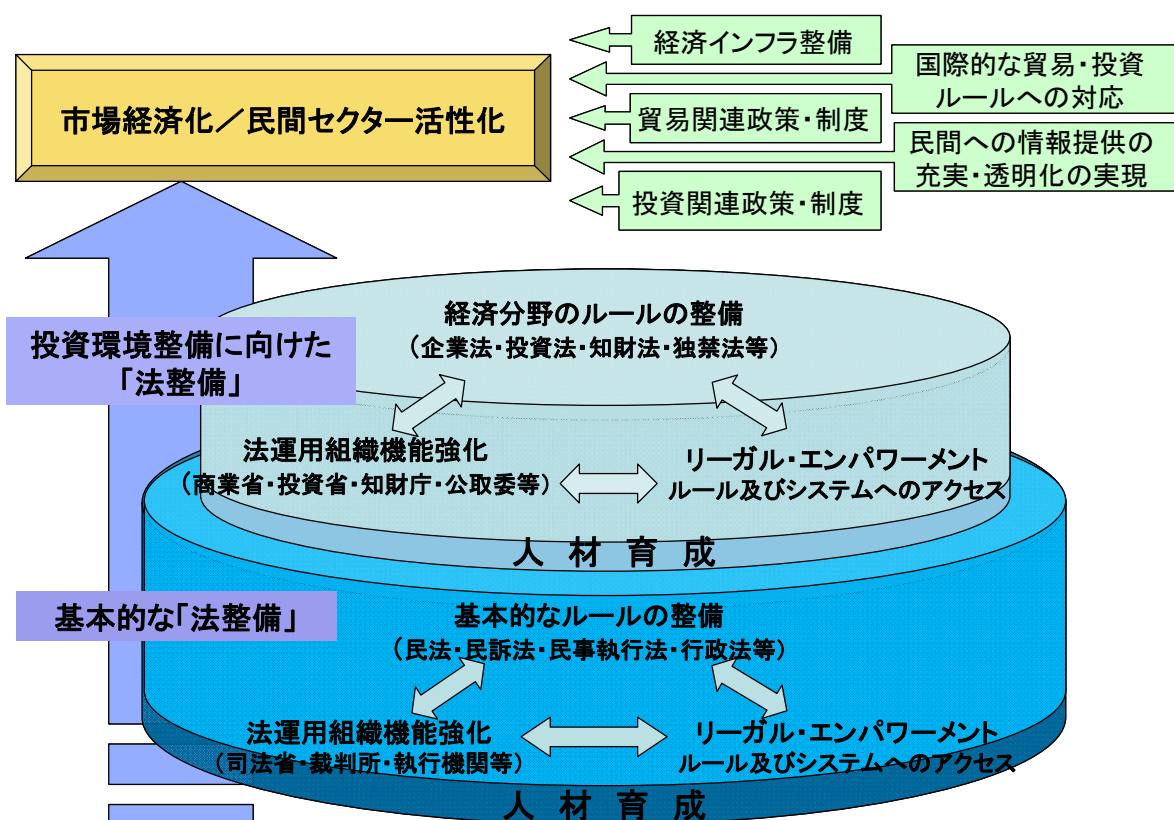 経済インフラ整備
国際的な貿易・投資
ルールへの対応
市場経済化／民間セクター活性化
貿易関連政策・制度
民間への情報提供の
充実・透明化の実現
投資関連政策・制度
経済分野のルールの整備
（企業法・投資法・知財法・独禁法等）
投資環境整備に向けた
「法整備」
法運用組織機能強化
（商業省・投資省・知財庁・公取委等）
リーガル・エンパワーメント
ルール及びシステムへのアクセス
人 材 育 成
基本的な「法整備」
基本的なルールの整備
（民法・民訴法・民事執行法・行政法等）
法運用組織機能強化
（司法省・裁判所・執行機関等）
リーガル・エンパワーメント
ルール及びシステムへのアクセス
人 材 育 成